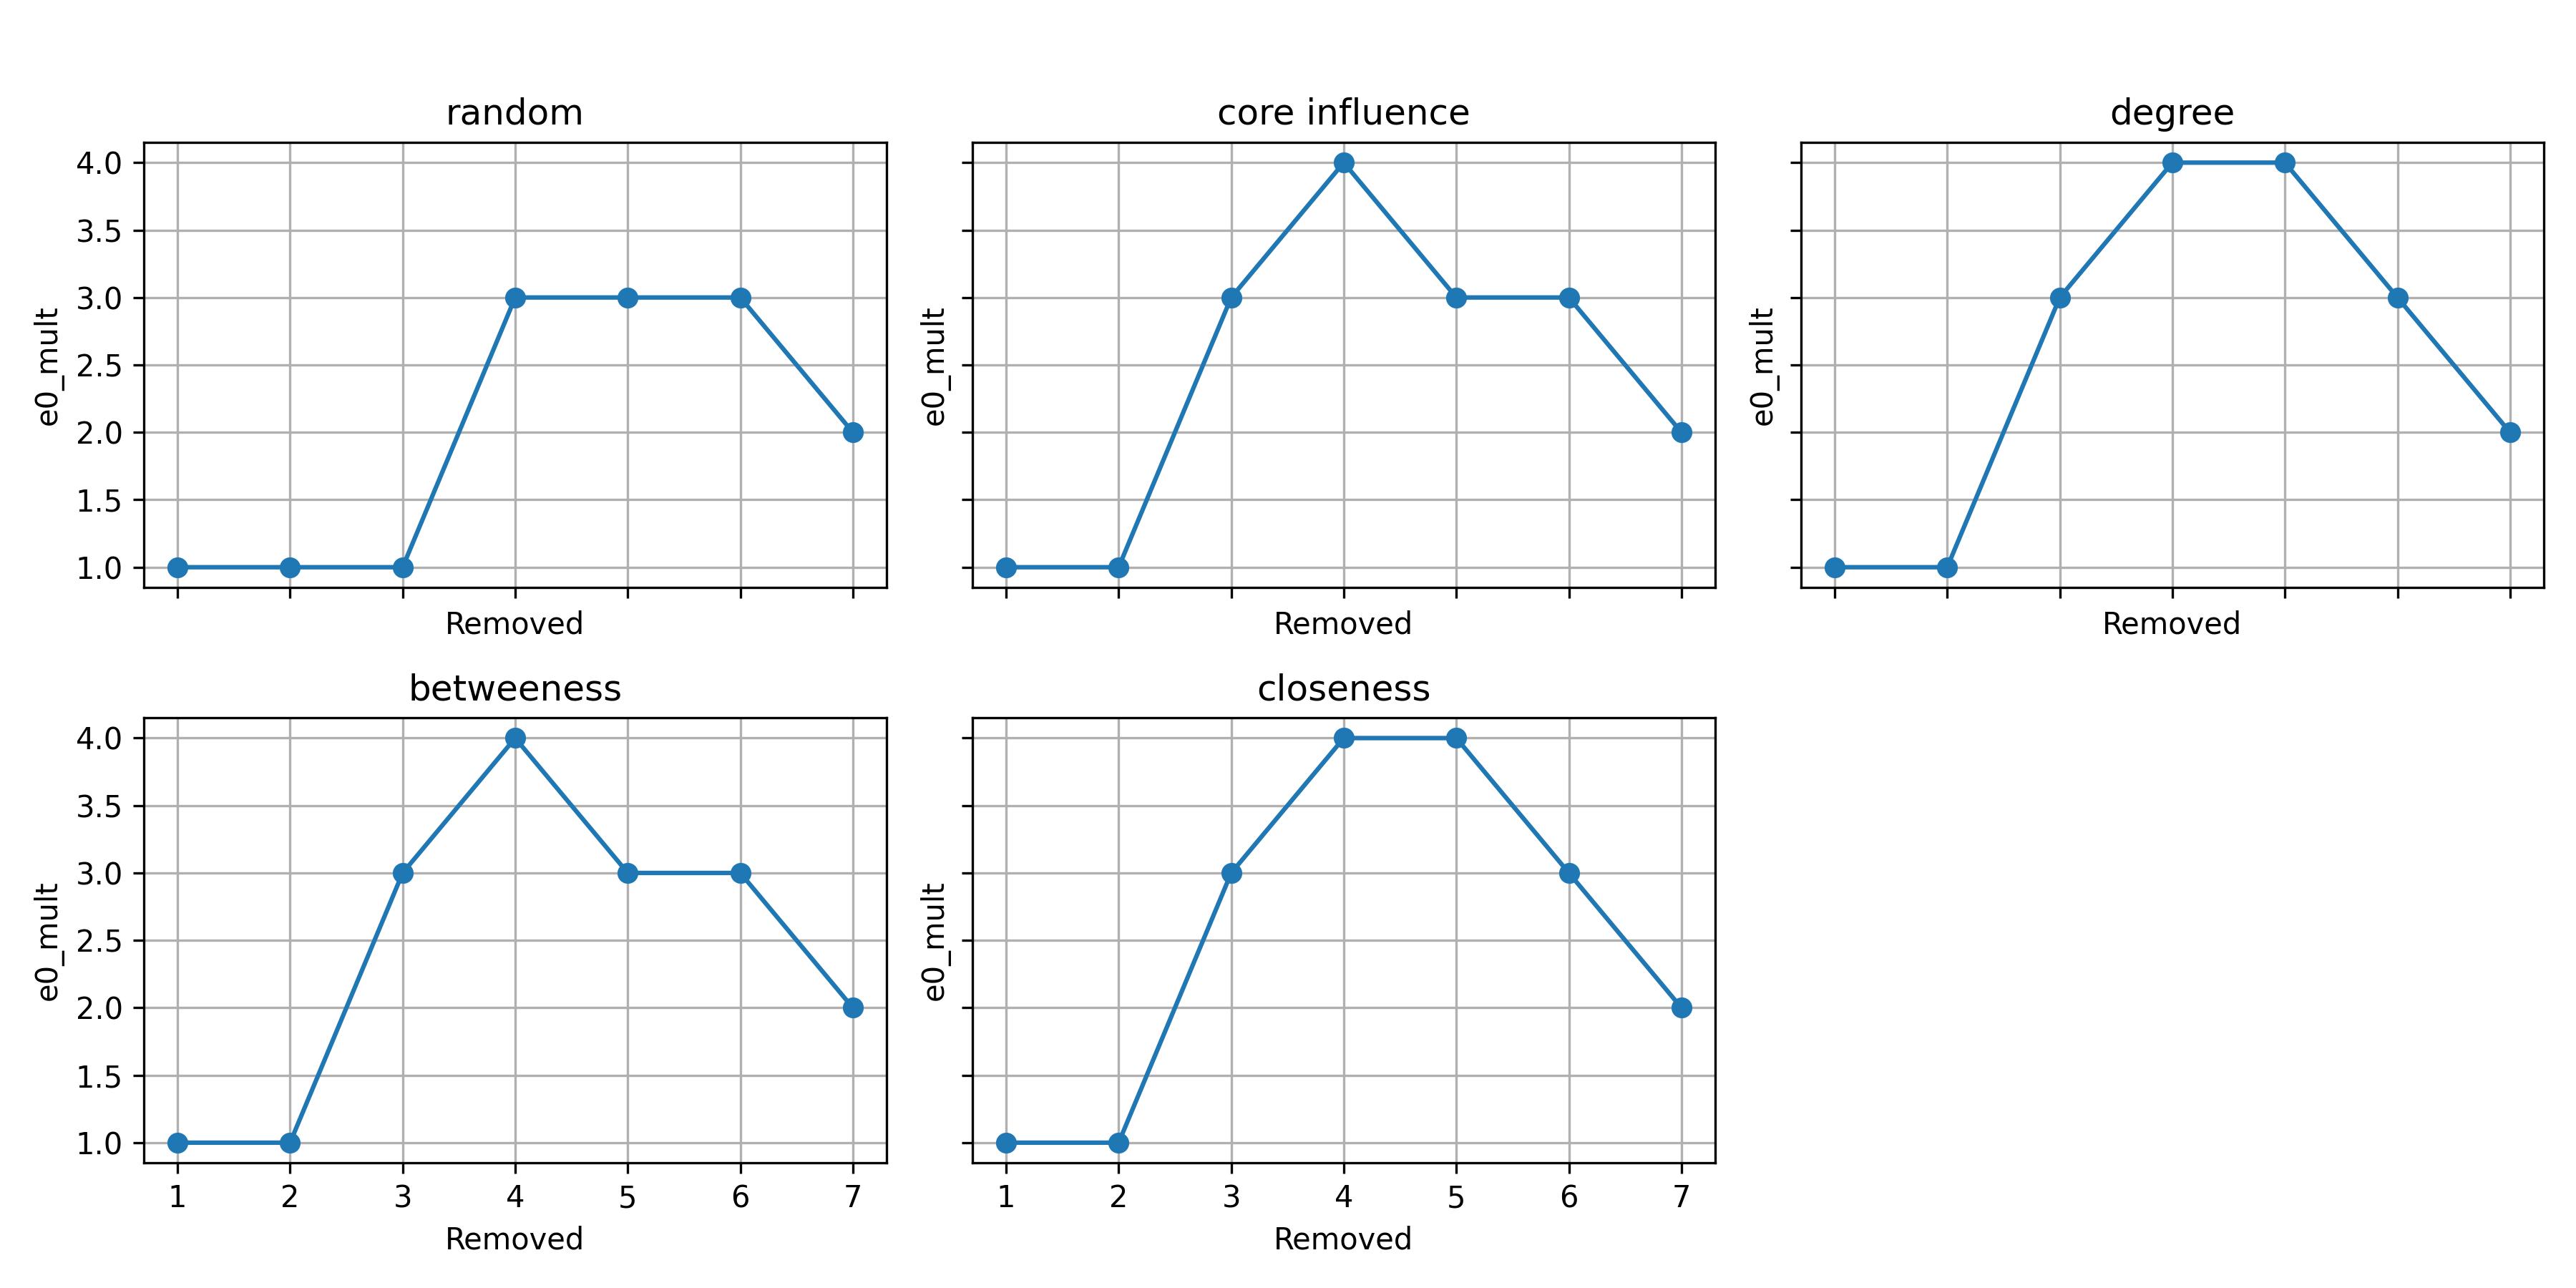 random
core influence
degree
4.0
3.5
3.0
2.5
2.0
1.5
1.0
e0_mult
e0_mult
e0_mult
Removed
Removed
Removed
betweeness
closeness
4.0
3.5
3.0
2.5
2.0
1.5
1.0
e0_mult
e0_mult
1 2 3 4 5 6 7
1 2 3 4 5 6 7
Removed
Removed